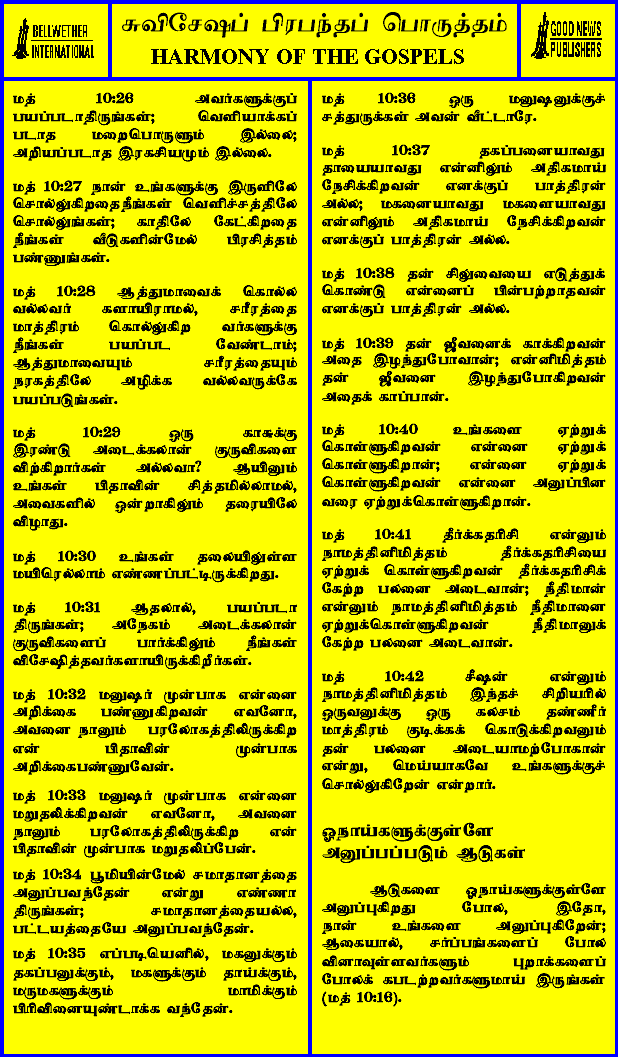 BELLWETHER
INTERNATIONAL
சுவிசேஷப் பிரபந்தப் பொருத்தம்
HARMONY OF THE GOSPELS
GOOD NEWS
PUBLISHERS
மத் 10:26 அவர்களுக்குப்
பயப்படாதிருங்கள்; வெளியாக்கப்
படாத மறைபொருளும் இல்லை;
அறியப்படாத இரகசியமும் இல்லை.
மத் 10:27 நான் உங்களுக்கு இருளிலே
சொல்லுகிறதைநீங்கள் வெளிச்சத்திலே
சொல்லுங்கள்; காதிலே கேட்கிறதை
நீங்கள் வீடுகளின்மேல் பிரசித்தம்
பண்ணுங்கள்.
மத் 10:28 ஆத்துமாவைக் கொல்ல
வல்லவர் களாயிராமல், சரீரத்தை
மாத்திரம் கொல்லுகிற வர்களுக்கு
நீங்கள் பயப்பட வேண்டாம்;
ஆத்துமாவையும் சரீரத்தையும்
நரகத்திலே அழிக்க வல்லவருக்கே
பயப்படுங்கள்.
மத் 10:29 ஒரு காசுக்கு
இரண்டு அடைக்கலான் குருவிகளை
விற்கிறார்கள் அல்லவா? ஆயினும்
உங்கள் பிதாவின் சித்தமில்லாமல்,
அவைகளில் ஒன்றாகிலும் தரையிலே
விழாது.
மத் 10:30 உங்கள் தலையிலுள்ள
மயிரெல்லாம் எண்ணப்பட்டிருக்கிறது.
மத் 10:31 ஆதலால், பயப்படா
திருங்கள்; அநேகம் அடைக்கலான்
குருவிகளைப் பார்க்கிலும் நீங்கள்
விசேஷித்தவர்களாயிருக்கிறீர்கள்.
மத் 10:32 மனுஷர் முன்பாக என்னை
அறிக்கை பண்ணுகிறவன் எவனோ,
அவனை நானும் பரலோகத்திலிருக்கிற
என் பிதாவின் முன்பாக
அறிக்கைபண்ணுவேன்.
மத் 10:33 மனுஷர் முன்பாக என்னை
மறுதலிக்கிறவன் எவனோ, அவனை
நானும் பரலோகத்திலிருக்கிற என்
பிதாவின் முன்பாக மறுதலிப்பேன்.
மத் 10:34 பூமியின்மேல் சமாதானத்தை
அனுப்பவந்தேன் என்று எண்ணா
திருங்கள்; சமாதானத்தையல்ல,
பட்டயத்தையே அனுப்பவந்தேன்.
மத் 10:35 எப்படியெனில், மகனுக்கும்
தகப்பனுக்கும், மகளுக்கும் தாய்க்கும்,
மருமகளுக்கும் மாமிக்கும்
பிரிவினையுண்டாக்க வந்தேன்.
மத் 10:36 ஒரு மனுஷனுக்குச்
சத்துருக்கள் அவன் வீட்டாரே.
மத் 10:37 தகப்பனையாவது
தாயையாவது என்னிலும் அதிகமாய்
நேசிக்கிறவன் எனக்குப் பாத்திரன்
அல்ல; மகனையாவது மகளையாவது
என்னிலும் அதிகமாய் நேசிக்கிறவன்
எனக்குப் பாத்திரன் அல்ல.
மத் 10:38 தன் சிலுவையை எடுத்துக்
கொண்டு என்னைப் பின்பற்றாதவன்
எனக்குப் பாத்திரன் அல்ல.
மத் 10:39 தன் ஜீவனைக் காக்கிறவன்
அதை இழந்துபோவான்; என்னிமித்தம்
தன் ஜீவனை இழந்துபோகிறவன்
அதைக் காப்பான்.
மத் 10:40 உங்களை ஏற்றுக்
கொள்ளுகிறவன் என்னை ஏற்றுக்
கொள்ளுகிறான்; என்னை ஏற்றுக்
கொள்ளுகிறவன் என்னை அனுப்பின
வரை ஏற்றுக்கொள்ளுகிறான்.
மத் 10:41 தீர்க்கதரிசி என்னும்
நாமத்தினிமித்தம் தீர்க்கதரிசியை
ஏற்றுக் கொள்ளுகிறவன் தீர்க்கதரிசிக்
கேற்ற பலனை அடைவான்; நீதிமான்
என்னும் நாமத்தினிமித்தம் நீதிமானை
ஏற்றுக்கொள்ளுகிறவன் நீதிமானுக்
கேற்ற பலனை அடைவான்.
மத் 10:42 சீஷன் என்னும்
நாமத்தினிமித்தம் இந்தச் சிறியரில்
ஒருவனுக்கு ஒரு கலசம் தண்ணீர்
மாத்திரம் குடிக்கக் கொடுக்கிறவனும்
தன் பலனை அடையாமற்போகான்
என்று, மெய்யாகவே உங்களுக்குச்
சொல்லுகிறேன் என்றார்.
ஓநாய்களுக்குள்ளே
அனுப்பப்படும் ஆடுகள்
ஆடுகளை ஓநாய்களுக்குள்ளே
அனுப்புகிறது போல, இதோ,
நான் உங்களை அனுப்புகிறேன்;
ஆகையால், சர்ப்பங்களைப் போல
வினாவுள்ளவர்களும் புறாக்களைப்
போலக் கபடற்றவர்களுமாய் இருங்கள்
(மத் 10:16).